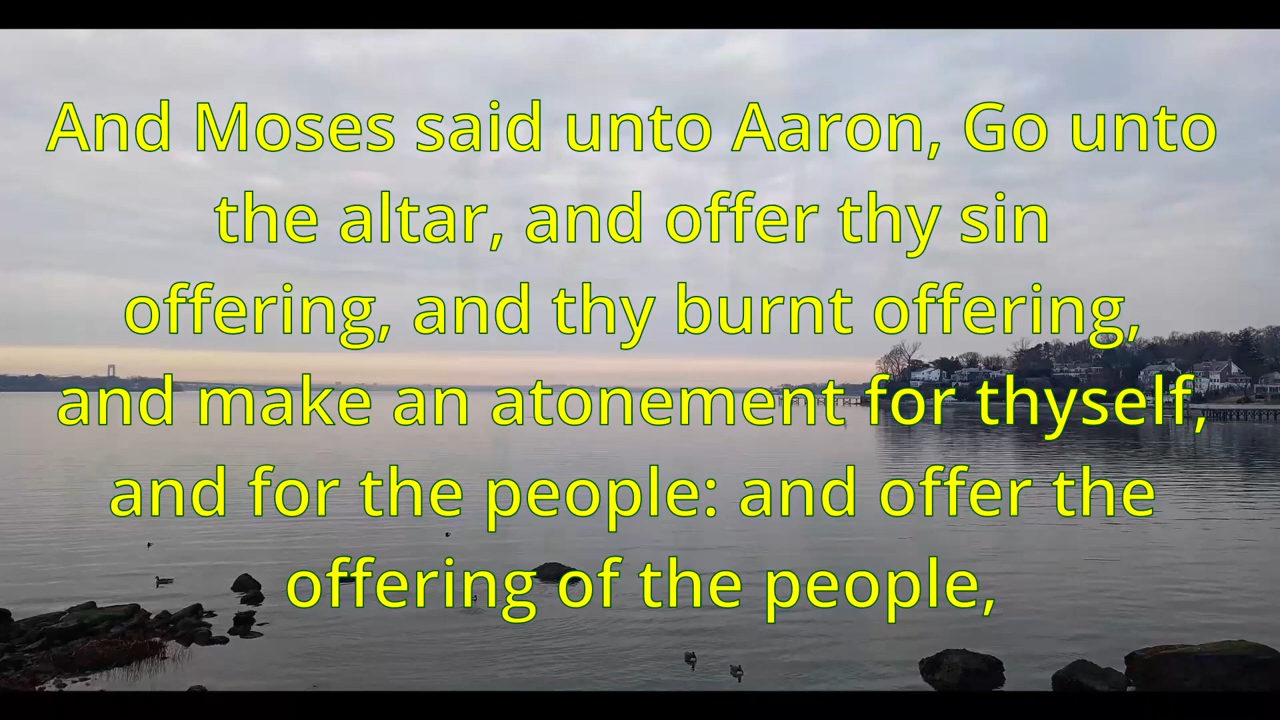 And Moses said unto Aaron, Go unto
the altar, and offer thy sin
offering, and thy burnt offering,
and make an atonement for thyself,
and for the people: and offer the
offering of the people,